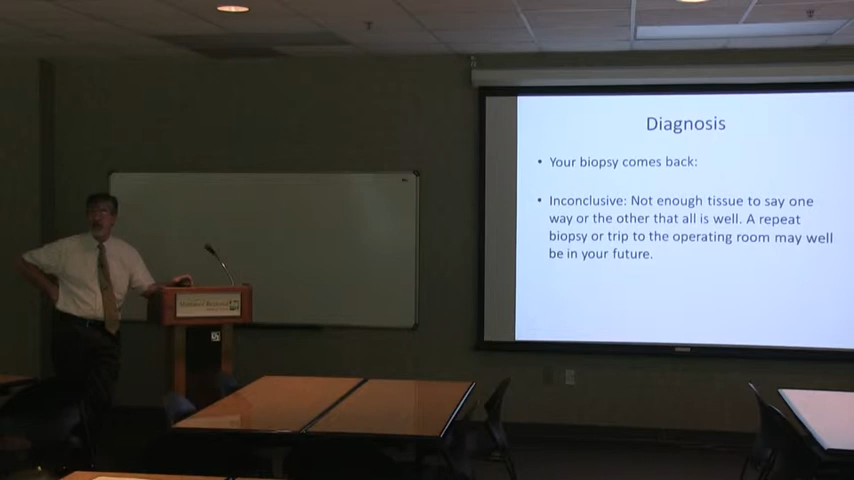 Diagnosis
• Your biopsy comes back:
• Inconclusive: Not enough tissue to say one
way or the other that all is well. A repeat
biopsy or trip to the operating room may well
be in your future.